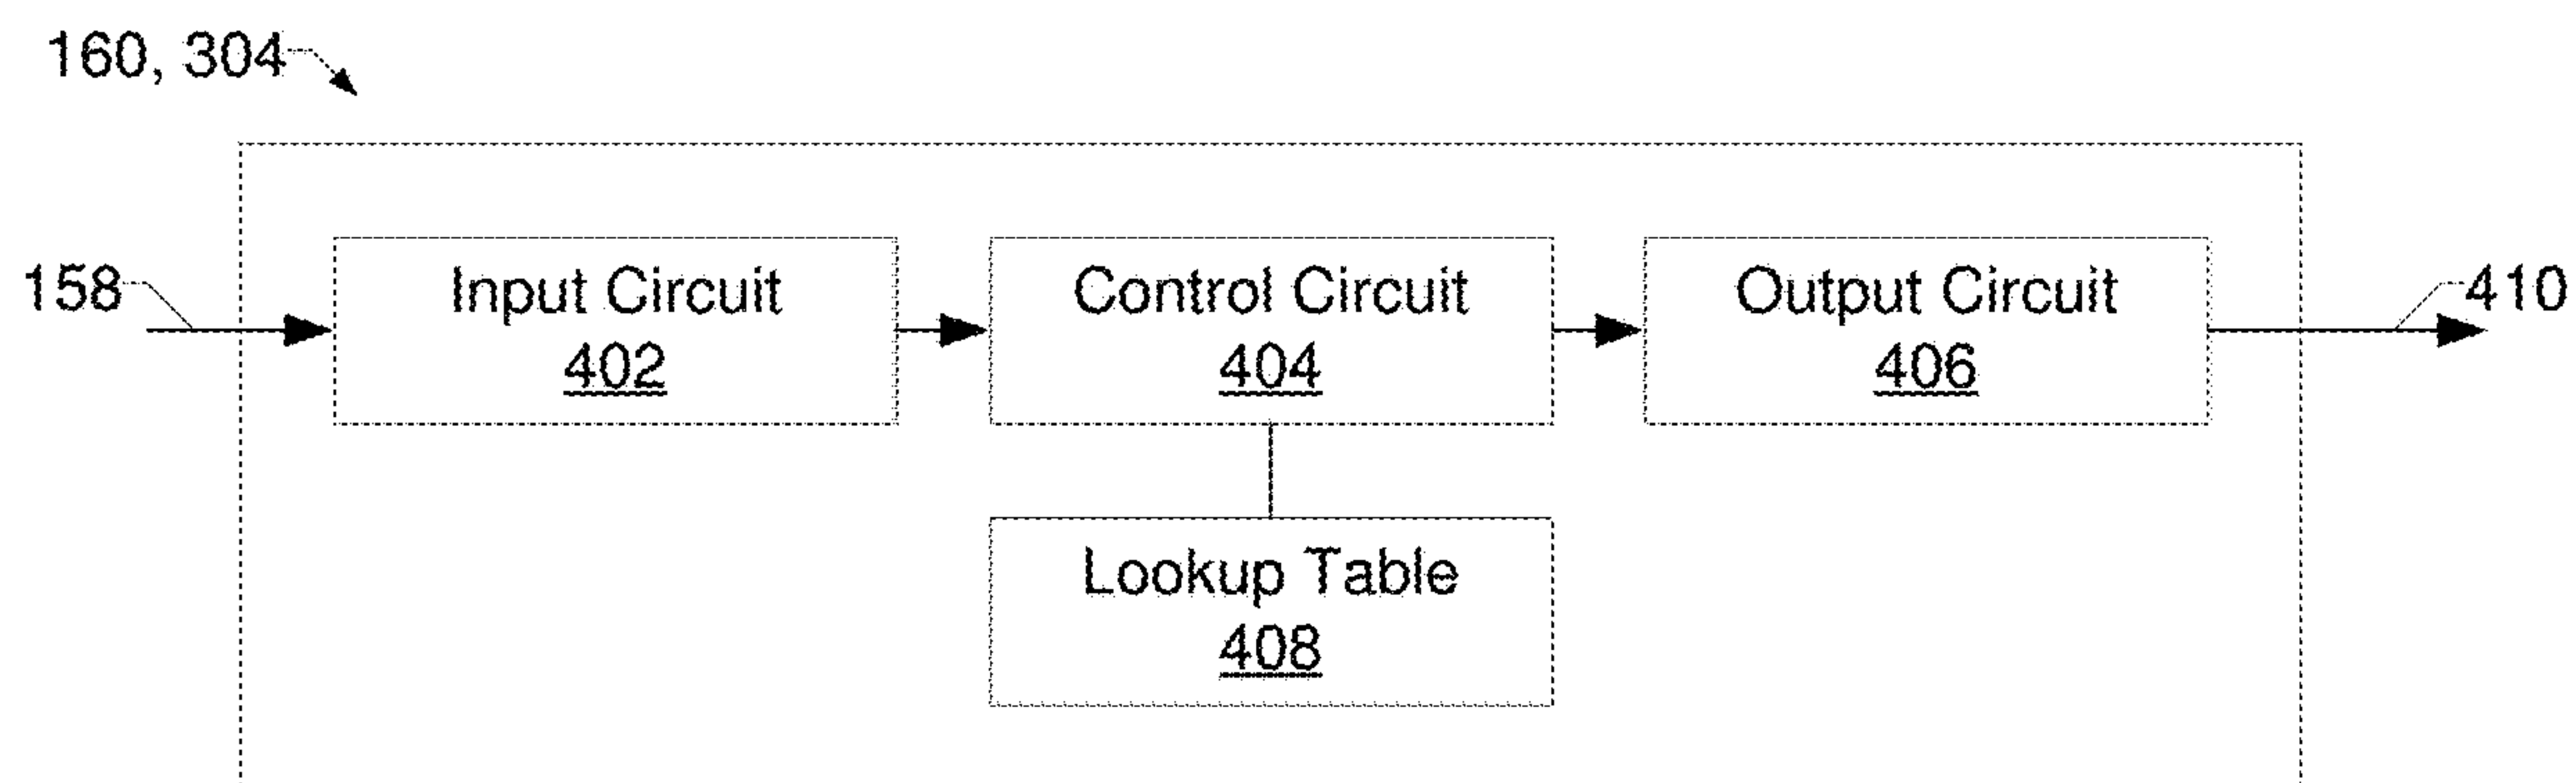 160, 304
158
Input Circuit
402
Control Circuit
404
Output Circuit
406
410
Lookup Table
408